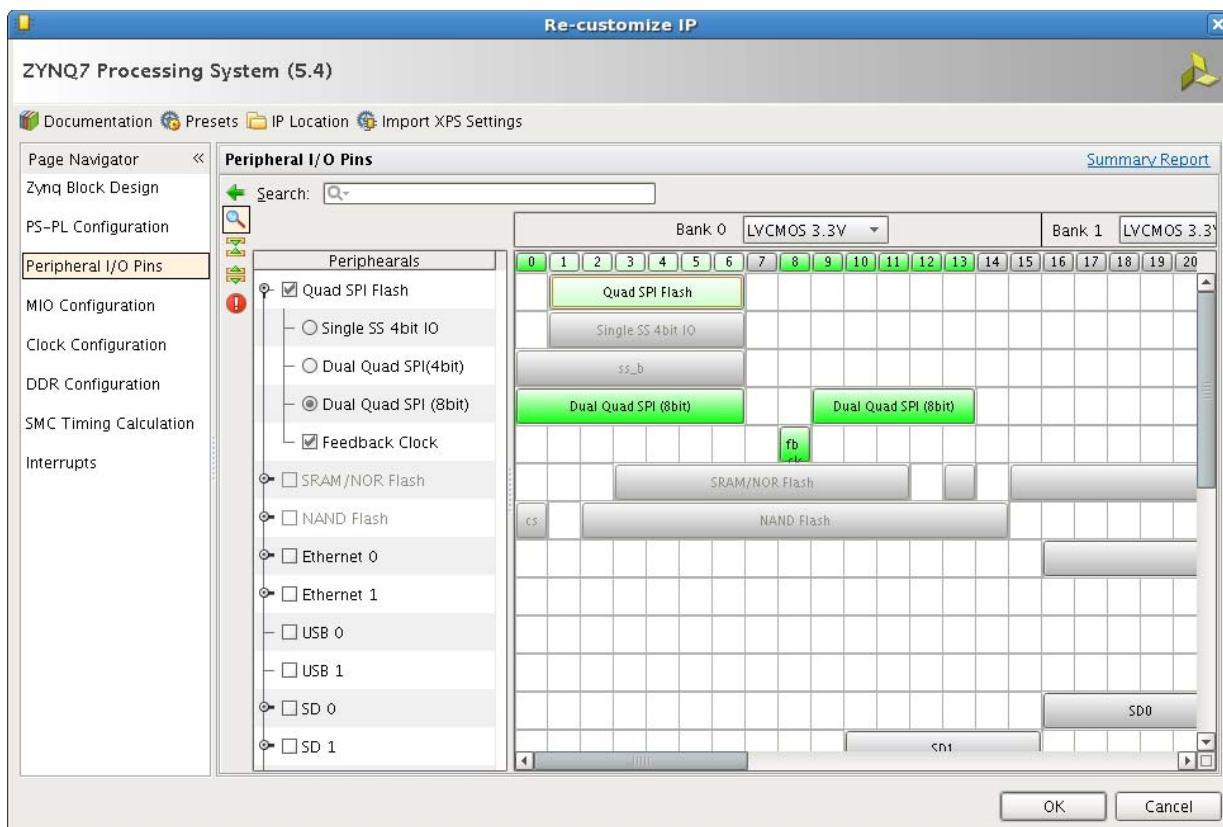 Re-customize IP
ZYNQ7 Processing System (5.4)
Documentation Presets IP Location Import XPS Settings
Page Navigator «
Zynq Block Design
PS-PL Configuration
Peripheral I/O Pins
MIO Configuration
Clock Configuration
DDR Configuration
SMC Timing Calculation
Interrupts
Peripheral I/O Pins Summary Report
Search:
Bank 0 LVCMOS 3.3V Bank 1 LVCMOS 3.3V
Periphearals 0 1 2 3 4 5 6 7 8 9 10 11 12 13 14 15 16 17 18 19 20
Quad SPI Flash Quad SPI Flash
Single SS 4bit IO Single SS 4bit IO
Dual Quad SPI(4bit) ss_b
Dual Quad SPI (8bit) Dual Quad SPI (8bit) Dual Quad SPI (8bit)
Feedback Clock fb
SRAM/NOR Flash SRAM/NOR Flash
NAND Flash cs NAND Flash
Ethernet 0
Ethernet 1
USB 0
USB 1
SD 0 SD0
SD 1 SD1
OK Cancel